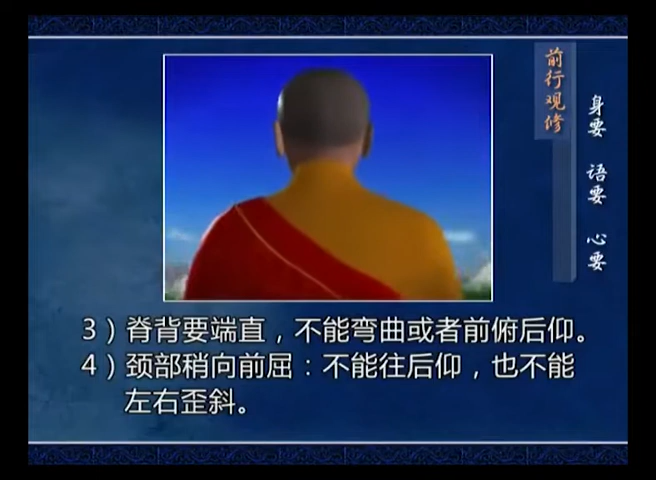 前行观修
身要 语要 心要
3）脊背要端直，不能弯曲或者前俯后仰。
4）颈部稍向前屈：不能往后仰，也不能
左右歪斜。